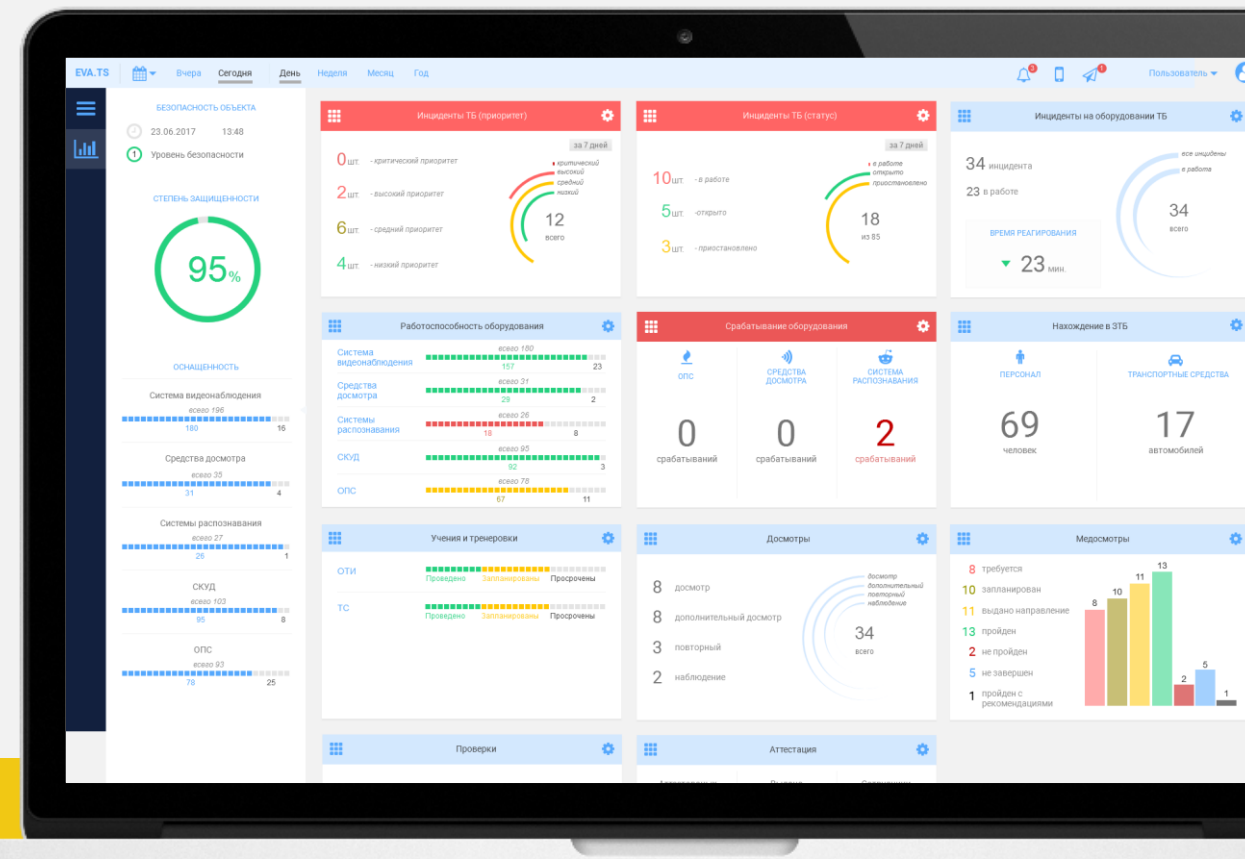 EVA.TS
Вчера
Сегодня
День
Неделя
Месяц
Год
3
1
Пользователь
БЕЗОПАСНОСТЬ ОБЪЕКТА
23.06.2017 13:48
1 Уровень безопасности
СТЕПЕНЬ ЗАЩИЩЕННОСТИ
95%
ОСНАЩЕННОСТЬ
Система видеонаблюдения
всего 196
180 16
Средства досмотра
всего 35
31 4
Системы распознавания
всего 27
26 1
СКУД
всего 103
95 8
ОПС
всего 93
78 25
Инциденты ТБ (приоритет)
за 7 дней
0 шт. - критический приоритет
2 шт. - высокий приоритет
6 шт. - средний приоритет
4 шт. - низкий приоритет
критический
высокий
средний
низкий
12
всего
Инциденты ТБ (статус)
за 7 дней
10 шт. - в работе
5 шт. -открыто
3 шт. - приостановлено
в работе
открыто
приостановлено
18
из 85
Инциденты на оборудовании ТБ
34 инцидента
23 в работе
ВРЕМЯ РЕАГИРОВАНИЯ
23 мин.
все инциденты
в работа
34
всего
Работоспособность оборудования
Система
видеонаблюдения
всего 180
157 23
Средства
досмотра
всего 31
29 2
Системы
распознавания
всего 26
18 8
СКУД
всего 95
92 3
ОПС
всего 78
67 11
Срабатывание оборудования
ОПС
0
срабатываний
СРЕДСТВА
ДОСМОТРА
0
срабатываний
СИСТЕМА
РАСПОЗНАВАНИЯ
2
срабатываний
Нахождение в ЗТБ
ПЕРСОНАЛ
69
человек
ТРАНСПОРТНЫЕ СРЕДСТВА
17
автомобилей
Учения и тренеровки
ОТИ
Проведено Запланированы Просрочены
ТС
Проведено Запланированы Просрочены
Досмотры
8 досмотр
8 дополнительный досмотр
3 повторный
2 наблюдение
досмотр
дополнительный
повторный
наблюдение
34
всего
Медосмотры
8 требуется
10 запланирован
11 выдано направление
13 пройден
2 не пройден
5 не завершен
1 пройден с
рекомендациями
8
10
11
13
2
5
1
Проверки
Аттестация